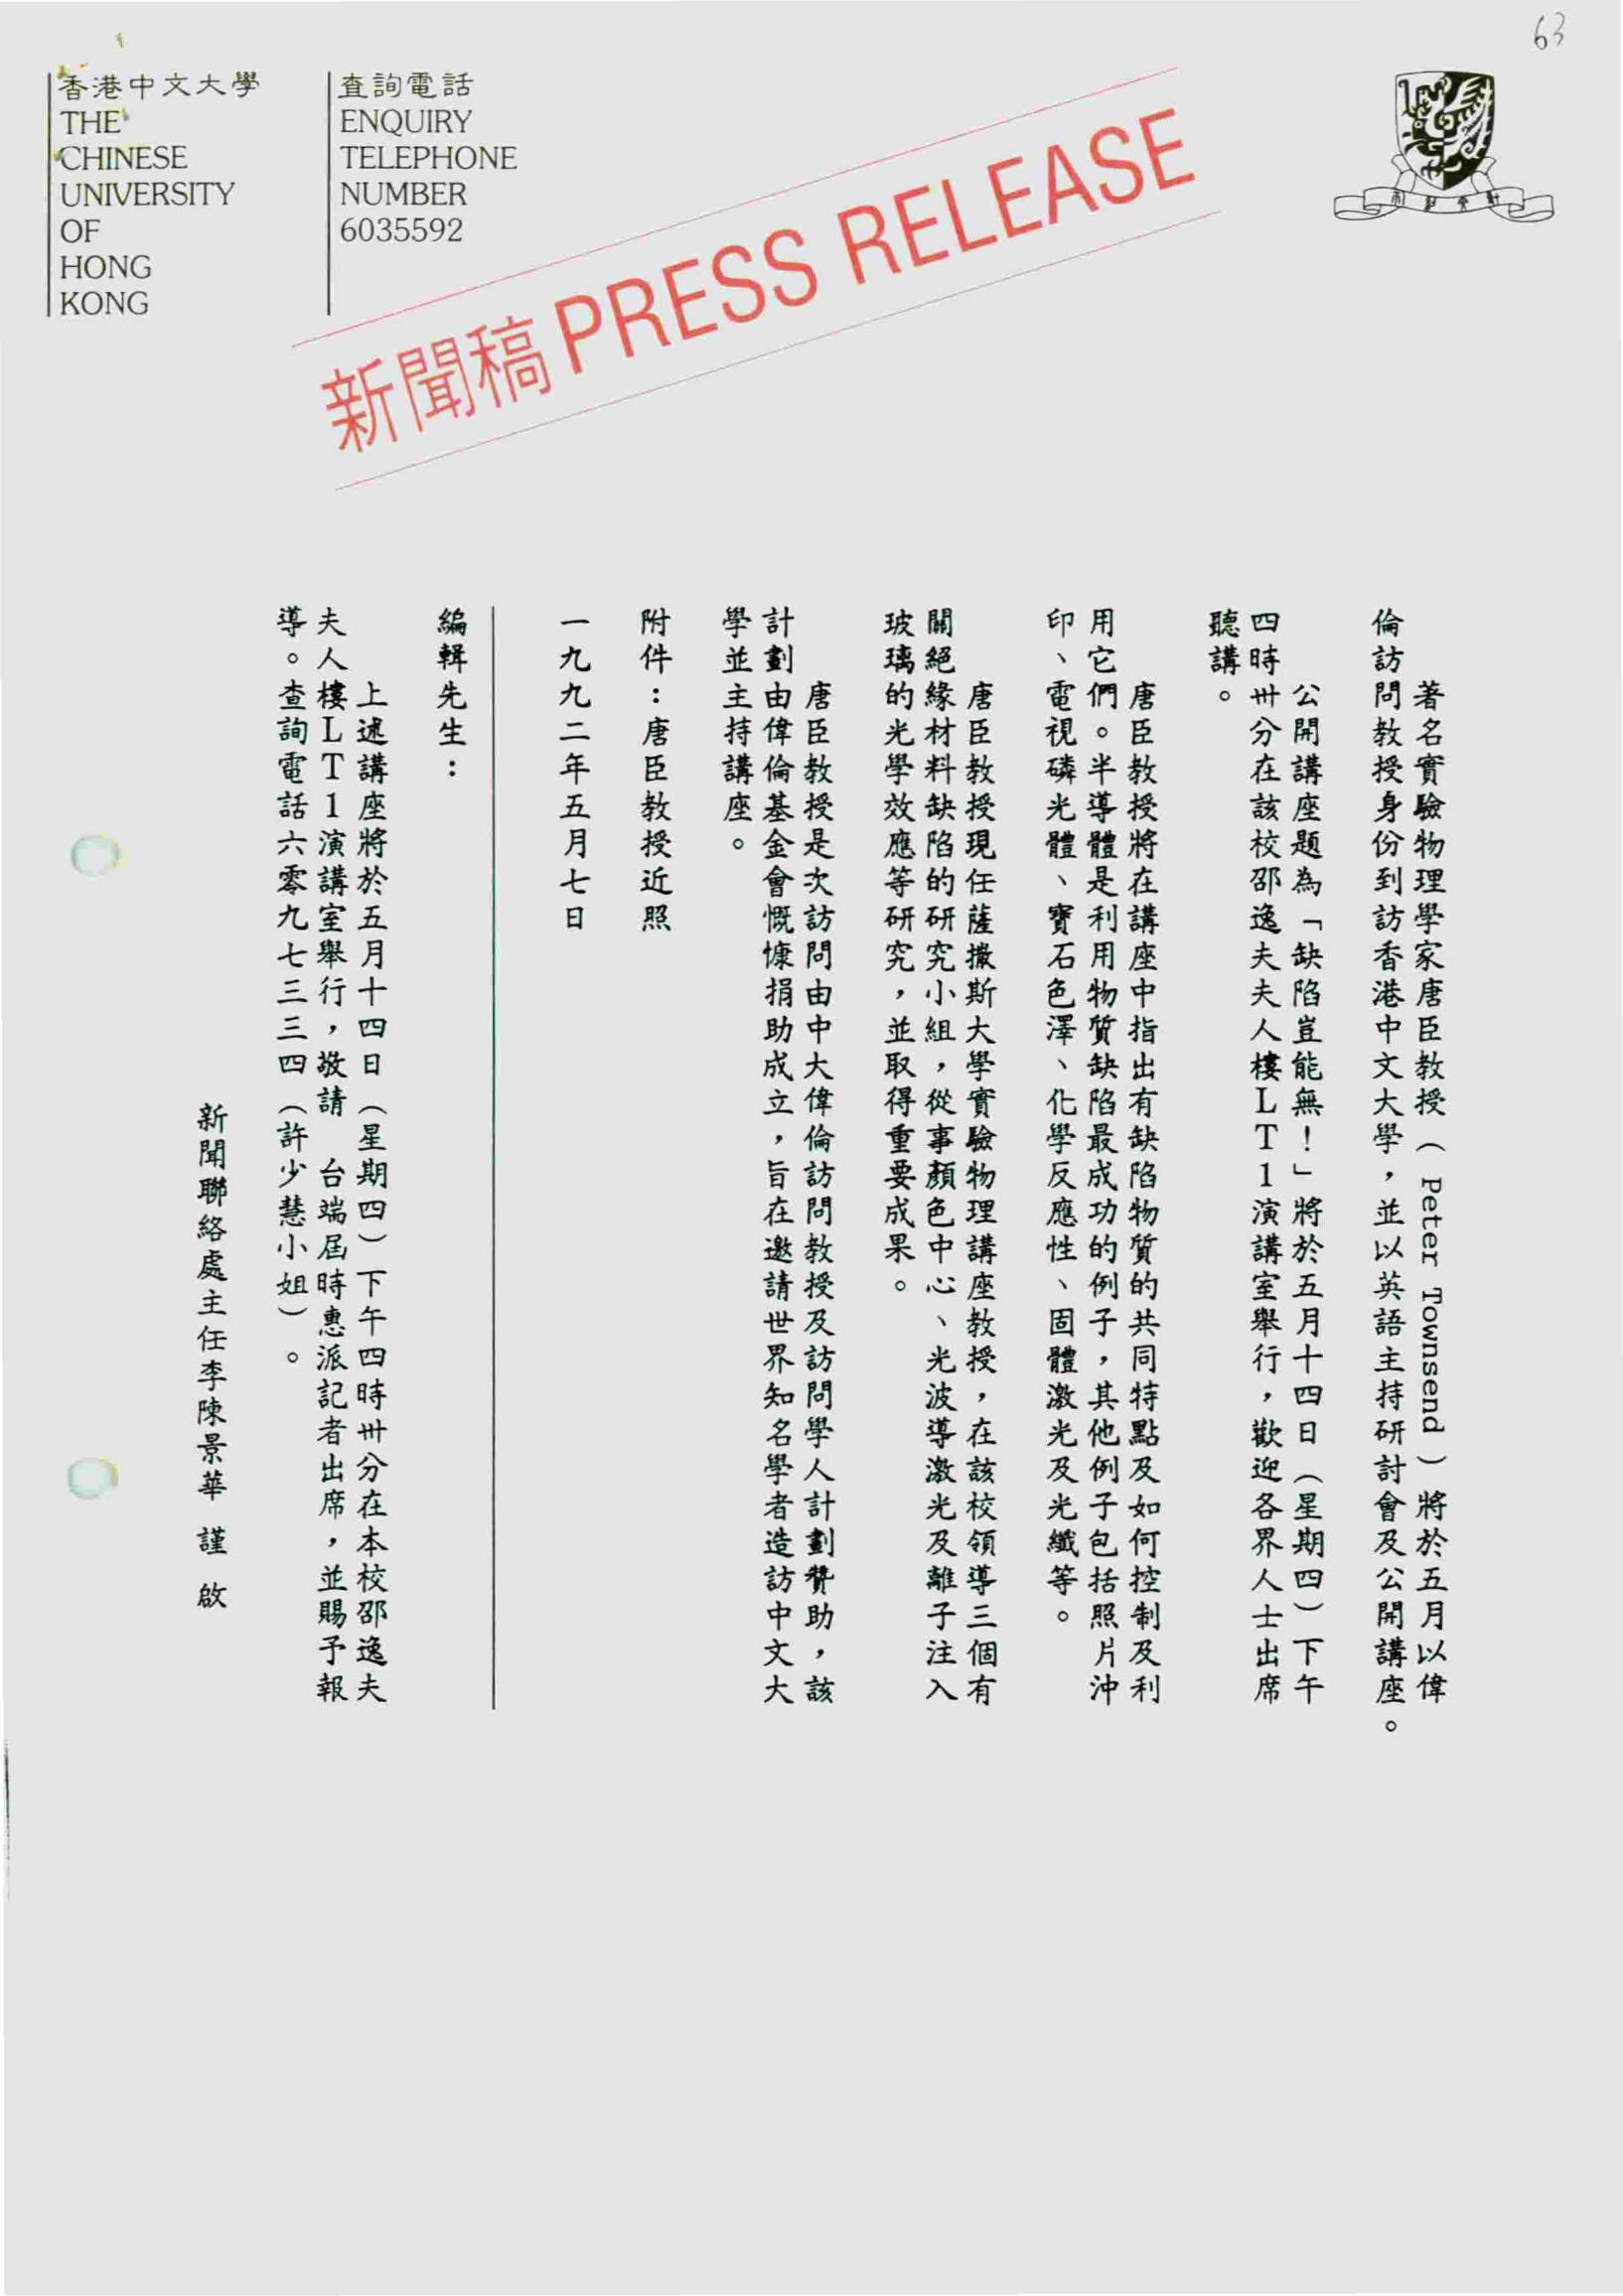 63
香港中文大學
THE
CHINESE
UNIVERSITY
OF
HONG
KONG
查詢電話
ENQUIRY
TELEPHONE
NUMBER
6035592
新聞稿 PRESS RELEASE
著名實驗物理學家唐臣教授（Peter Townsend）將於五月以偉
倫訪問教授身份到訪香港中文大學，並以英語主持研討會及公開講座。
公開講座題為「缺陷豈能無！」將於五月十四日（星期四）下午
四時卅分在該校邵逸夫夫人樓LT1演講室舉行，歡迎各界人士出席
聽講。
唐臣教授將在講座中指出有缺陷物質的共同特點及如何控制及利
用它們。半導體是利用物質缺陷最成功的例子，其他例子包括照片沖
印、電視磷光體、寶石色澤、化學反應性、固體激光及光纖等。
唐臣教授現任薩撒斯大學實驗物理講座教授，在該校領導三個有
關絕緣材料缺陷的研究小組，從事顏色中心、光波導激光及離子注入
玻璃的光學效應等研究，並取得重要成果。
唐臣教授是次訪問由中大偉倫訪問教授及訪問學人計劃贊助，該
計劃由偉倫基金會慨慷捐助成立，旨在邀請世界知名學者造訪中文大
學並主持講座。
附件：唐臣教授近照
一九九二年五月七日
編輯先生：
上述講座將於五月十四日（星期四）下午四時卅分在本校邵逸夫
夫人樓LT1演講室舉行，敬請　台端屆時惠派記者出席，並賜予報
導。查詢電話六零九七三三四（許少慧小姐）。
新聞聯絡處主任李陳景華 謹 啟